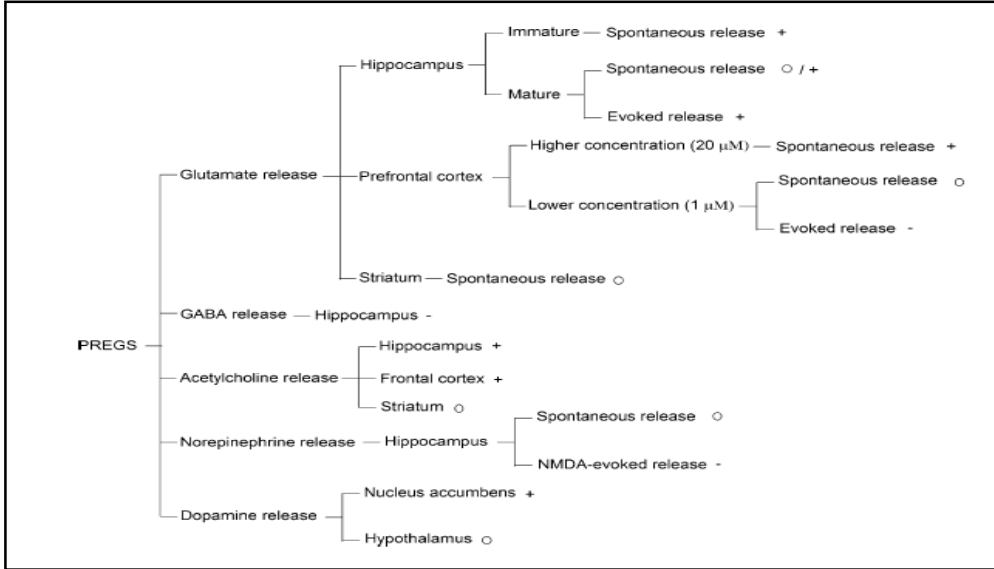 Immature — Spontaneous release +
Hippocampus
Spontaneous release ○ / +
Mature
Evoked release +
Higher concentration (20 μM) — Spontaneous release +
Glutamate release
Prefrontal cortex
Spontaneous release ○
Lower concentration (1 μM)
Evoked release -
Striatum — Spontaneous release ○
GABA release — Hippocampus -
PREGS
Hippocampus +
Acetylcholine release
Frontal cortex +
Striatum ○
Spontaneous release ○
Norepinephrine release — Hippocampus
NMDA-evoked release -
Nucleus accumbens +
Dopamine release
Hypothalamus ○